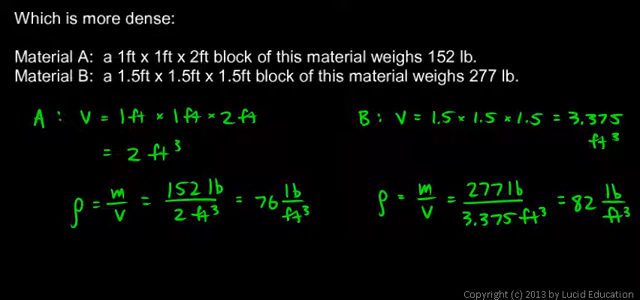 Which is more dense:
Material A: a 1ft x 1ft x 2ft block of this material weighs 152 lb.
Material B: a 1.5ft x 1.5ft x 1.5ft block of this material weighs 277 lb.
A : V = 1ft × 1ft × 2ft
= 2 ft³
ρ = m/V = 152 lb / 2 ft³ = 76 lb/ft³
B : V = 1.5 × 1.5 × 1.5 = 3.375
ft³
ρ = m/V = 277 lb / 3.375 ft³ = 82 lb/ft³
Copyright (c) 2013 by Lucid Education